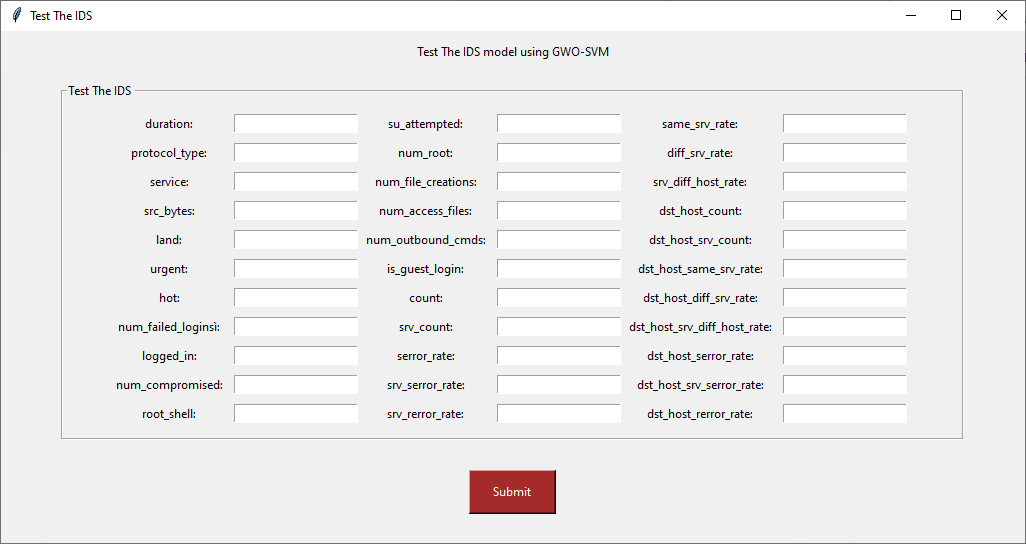 Test The IDS
Test The IDS model using GWO-SVM
Test The IDS
duration: su_attempted: same_srv_rate:
protocol_type: num_root: diff_srv_rate:
service: num_file_creations: srv_diff_host_rate:
src_bytes: num_access_files: dst_host_count:
land: num_outbound_cmds: dst_host_srv_count:
urgent: is_guest_login: dst_host_same_srv_rate:
hot: count: dst_host_diff_srv_rate:
num_failed_loginsì: srv_count: dst_host_srv_diff_host_rate:
logged_in: serror_rate: dst_host_serror_rate:
num_compromised: srv_serror_rate: dst_host_srv_serror_rate:
root_shell: srv_rerror_rate: dst_host_rerror_rate:
Submit